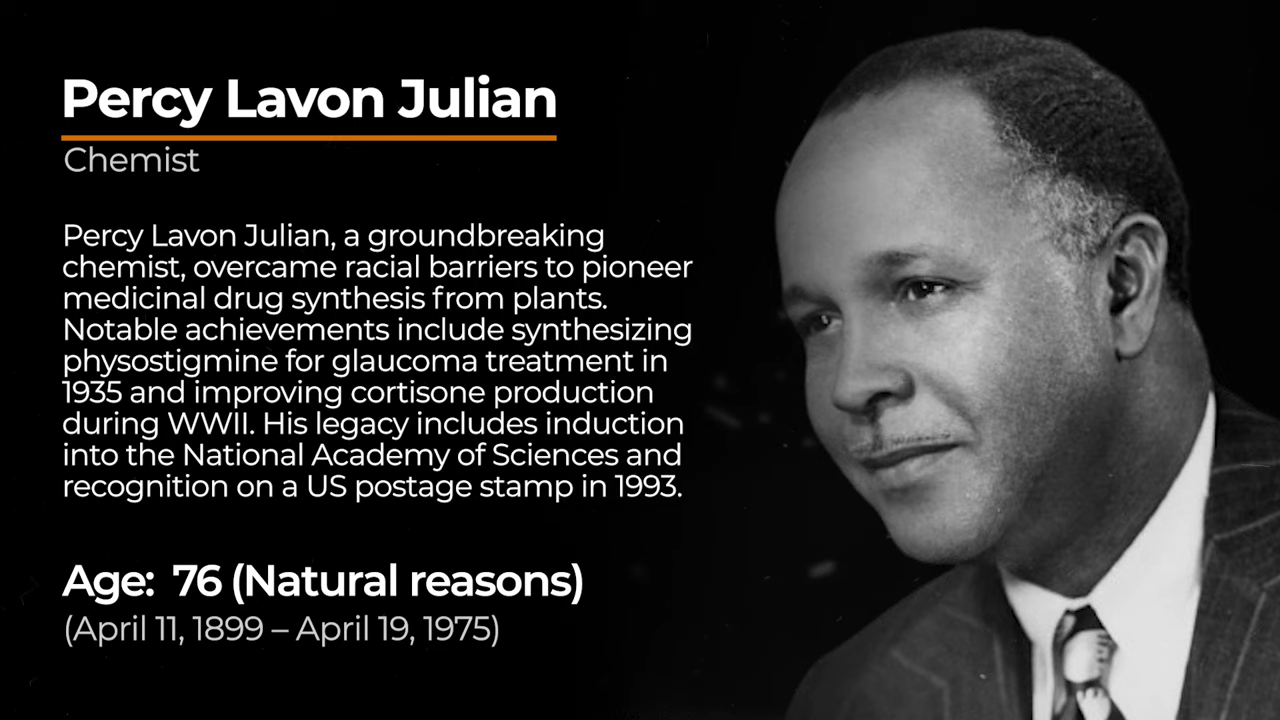 Percy Lavon Julian
Chemist
Percy Lavon Julian, a groundbreaking
chemist, overcame racial barriers to pioneer
medicinal drug synthesis from plants.
Notable achievements include synthesizing
physostigmine for glaucoma treatment in
1935 and improving cortisone production
during WWII. His legacy includes induction
into the National Academy of Sciences and
recognition on a US postage stamp in 1993.
Age: 76 (Natural reasons)
(April 11, 1899 – April 19, 1975)